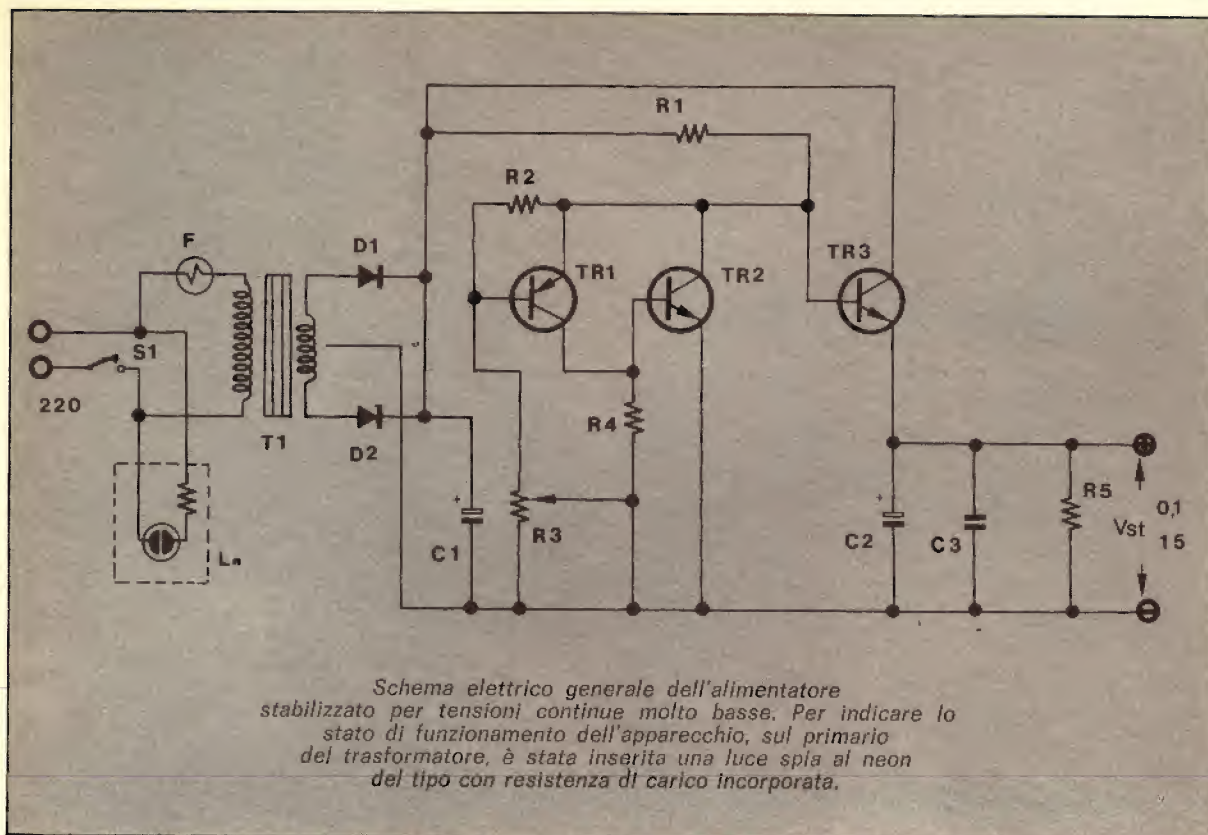 R1
R2
F
D1
TR1
TR2
TR3
S1
220
T1
D2
R4
R5
0,1
Vst
15
Ln
C1
R3
C2
C3
Schema elettrico generale dell'alimentatore
stabilizzato per tensioni continue molto basse. Per indicare lo
stato di funzionamento dell'apparecchio, sul primario
del trasformatore, è stata inserita una luce spia al neon
del tipo con resistenza di carico incorporata.